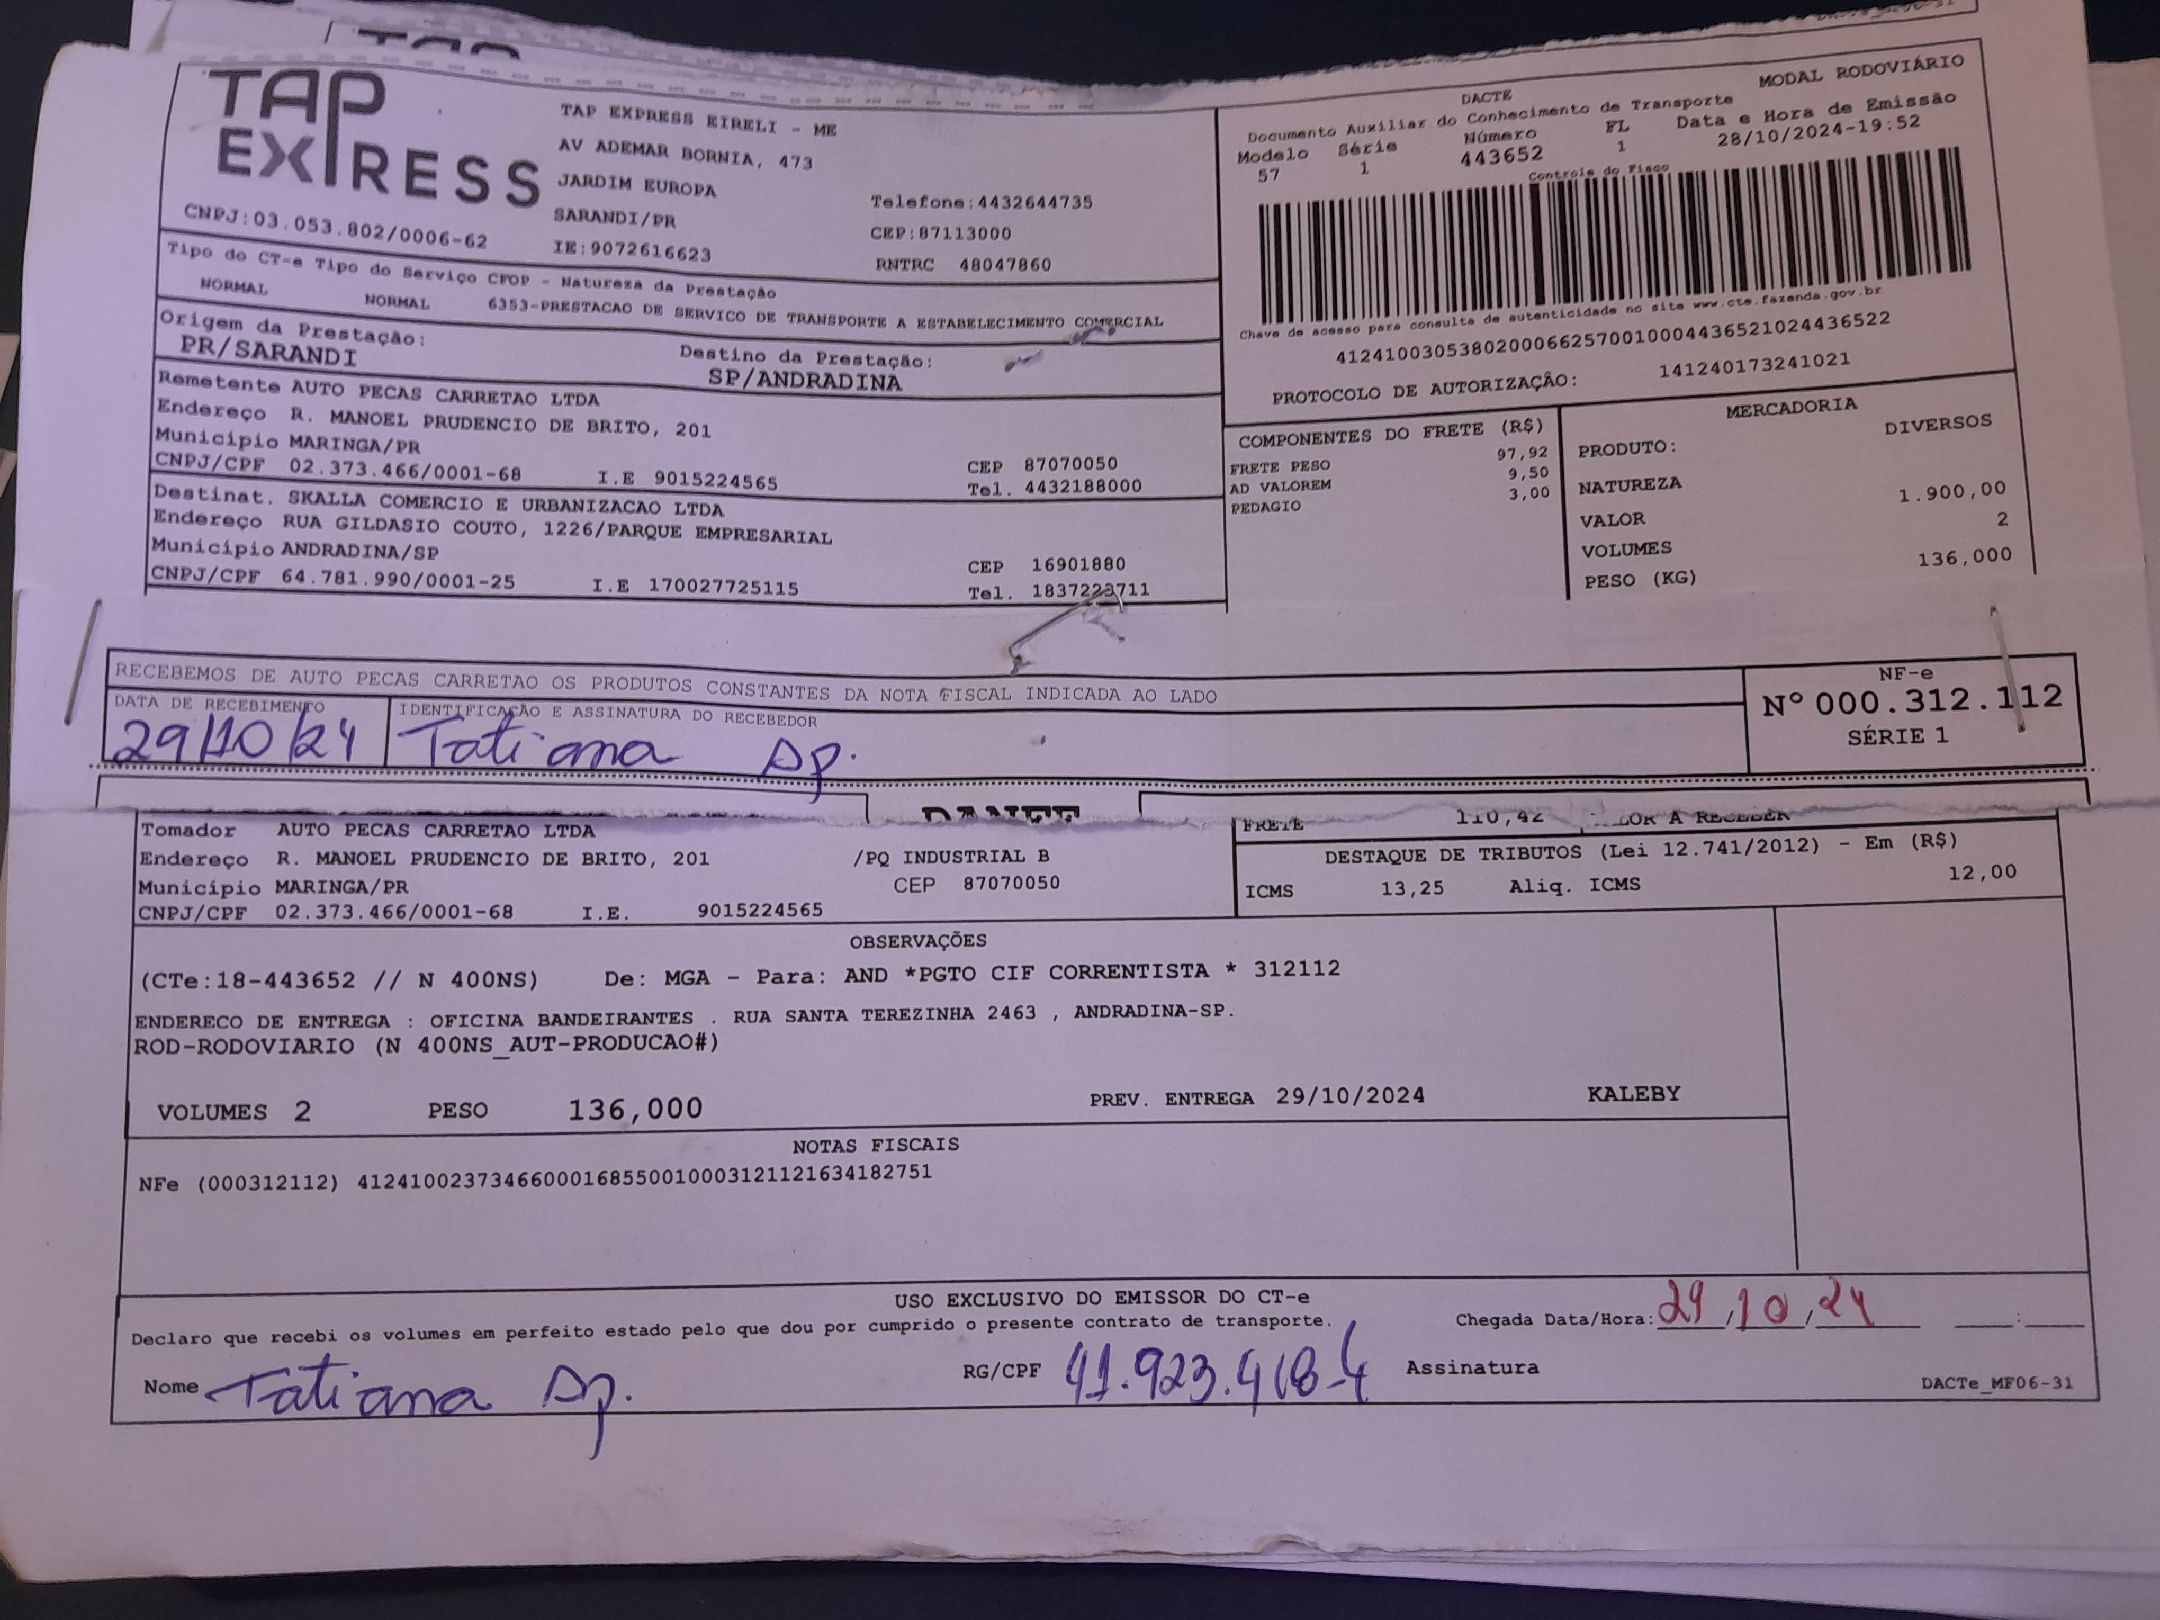 TAP EXPRESS
TAP EXPRESS EIRELI - ME
AV ADEMAR BORNIA, 473
JARDIM EUROPA
SARANDI/PR
IE:9072616623
Telefone:4432644735
CEP:87113000
RNTRC 48047860
CNPJ:03.053.802/0006-62
Tipo do CT-e Tipo do Serviço CFOP - Natureza da Prestação
NORMAL NORMAL 6353-PRESTACAO DE SERVICO DE TRANSPORTE A ESTABELECIMENTO COMERCIAL
Origem da Prestação: Destino da Prestação:
PR/SARANDI SP/ANDRADINA
Remetente AUTO PECAS CARRETAO LTDA
Endereço R. MANOEL PRUDENCIO DE BRITO, 201
Município MARINGA/PR CEP 87070050
CNPJ/CPF 02.373.466/0001-68 I.E 9015224565 Tel. 4432188000
Destinat. SKALLA COMERCIO E URBANIZACAO LTDA
Endereço RUA GILDASIO COUTO, 1226/PARQUE EMPRESARIAL
Município ANDRADINA/SP CEP 16901880
CNPJ/CPF 64.781.990/0001-25 I.E 170027725115 Tel. 1837223711
DACTE MODAL RODOVIÁRIO
Documento Auxiliar do Conhecimento de Transporte
Modelo Série Número FL Data e Hora de Emissão
57 1 443652 1 28/10/2024-19:52
Controle do Fisco
Chave de acesso para consulta de autenticidade no site www.cte.fazenda.gov.br
41241003053802000662570010004436521024436522
PROTOCOLO DE AUTORIZAÇÃO: 141240173241021
COMPONENTES DO FRETE (R$)
FRETE PESO 97,92
AD VALOREM 9,50
PEDAGIO 3,00
MERCADORIA
PRODUTO: DIVERSOS
NATUREZA
VALOR 1.900,00
VOLUMES 2
PESO (KG) 136,000
RECEBEMOS DE AUTO PECAS CARRETAO OS PRODUTOS CONSTANTES DA NOTA FISCAL INDICADA AO LADO
DATA DE RECEBIMENTO IDENTIFICAÇÃO E ASSINATURA DO RECEBEDOR
29/10/24 Tatiana Ap.
NF-e
Nº 000.312.112
SÉRIE 1
DANFE
Tomador AUTO PECAS CARRETAO LTDA
Endereço R. MANOEL PRUDENCIO DE BRITO, 201 /PQ INDUSTRIAL B
Município MARINGA/PR CEP 87070050
CNPJ/CPF 02.373.466/0001-68 I.E. 9015224565
FRETE 110,42 A RECEBER
DESTAQUE DE TRIBUTOS (Lei 12.741/2012) - Em (R$)
ICMS 13,25 Aliq. ICMS 12,00
OBSERVAÇÕES
(CTe:18-443652 // N 400NS) De: MGA - Para: AND *PGTO CIF CORRENTISTA * 312112
ENDERECO DE ENTREGA : OFICINA BANDEIRANTES . RUA SANTA TEREZINHA 2463 , ANDRADINA-SP.
ROD-RODOVIARIO (N 400NS_AUT-PRODUCAO#)
VOLUMES 2 PESO 136,000 PREV. ENTREGA 29/10/2024 KALEBY
NOTAS FISCAIS
NFe (000312112) 41241002373466000168550010003121121634182751
USO EXCLUSIVO DO EMISSOR DO CT-e
Declaro que recebi os volumes em perfeito estado pelo que dou por cumprido o presente contrato de transporte. Chegada Data/Hora: 29/10/24 :
Nome Tatiana Ap. RG/CPF 41.923.418-4 Assinatura
DACTe_MF06-31